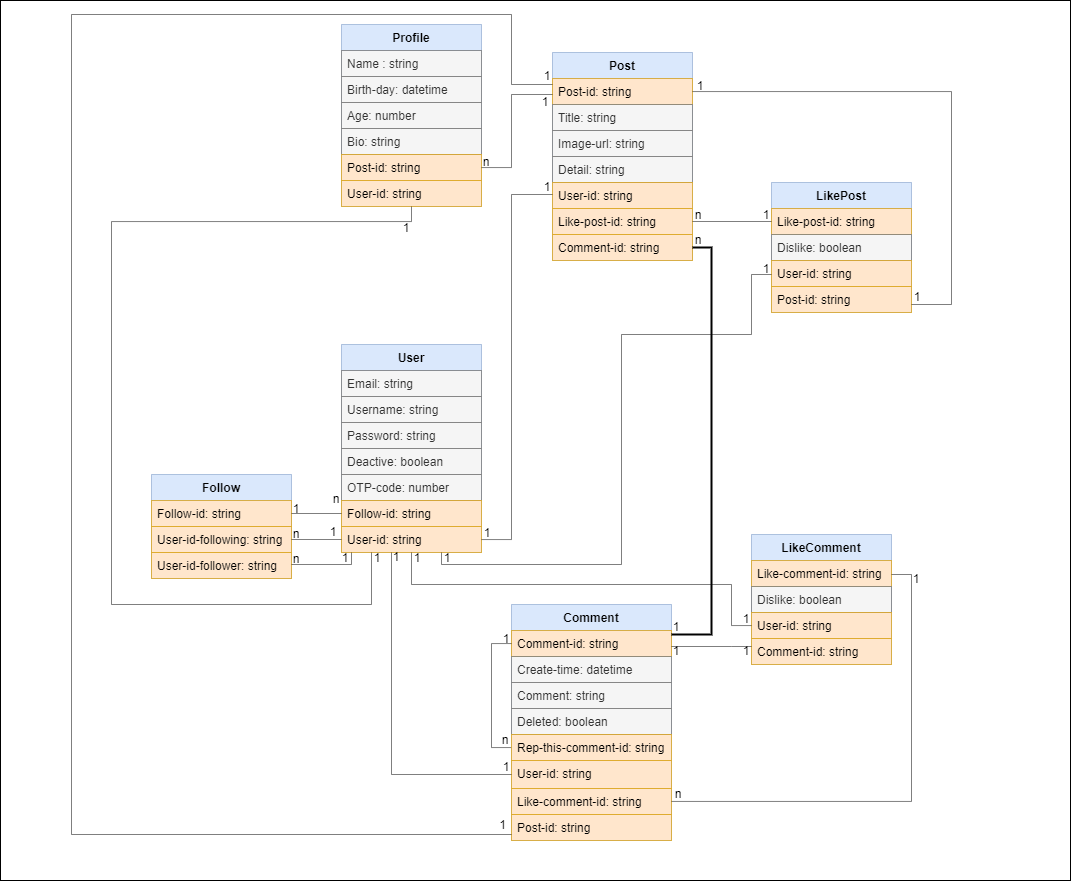 Profile
Name : string
Birth-day: datetime
Age: number
Bio: string
Post-id: string
User-id: string
n
1
Post
Post-id: string
Title: string
Image-url: string
Detail: string
User-id: string
Like-post-id: string
Comment-id: string
1
1
1
1
n
n
LikePost
Like-post-id: string
Dislike: boolean
User-id: string
Post-id: string
1
1
1
User
Email: string
Username: string
Password: string
Deactive: boolean
OTP-code: number
Follow-id: string
User-id: string
n
1
1
1
1
1
1
1
Follow
Follow-id: string
User-id-following: string
User-id-follower: string
1
n
n
LikeComment
Like-comment-id: string
Dislike: boolean
User-id: string
Comment-id: string
1
1
1
Comment
Comment-id: string
Create-time: datetime
Comment: string
Deleted: boolean
Rep-this-comment-id: string
User-id: string
Like-comment-id: string
Post-id: string
1
1
1
n
1
n
1